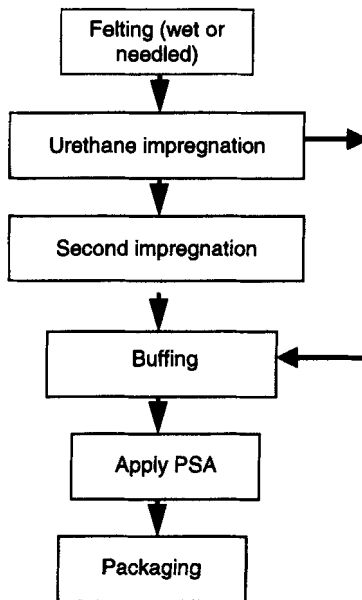 Felting (wet or
needled)
Urethane impregnation
Second impregnation
Buffing
Apply PSA
Packaging